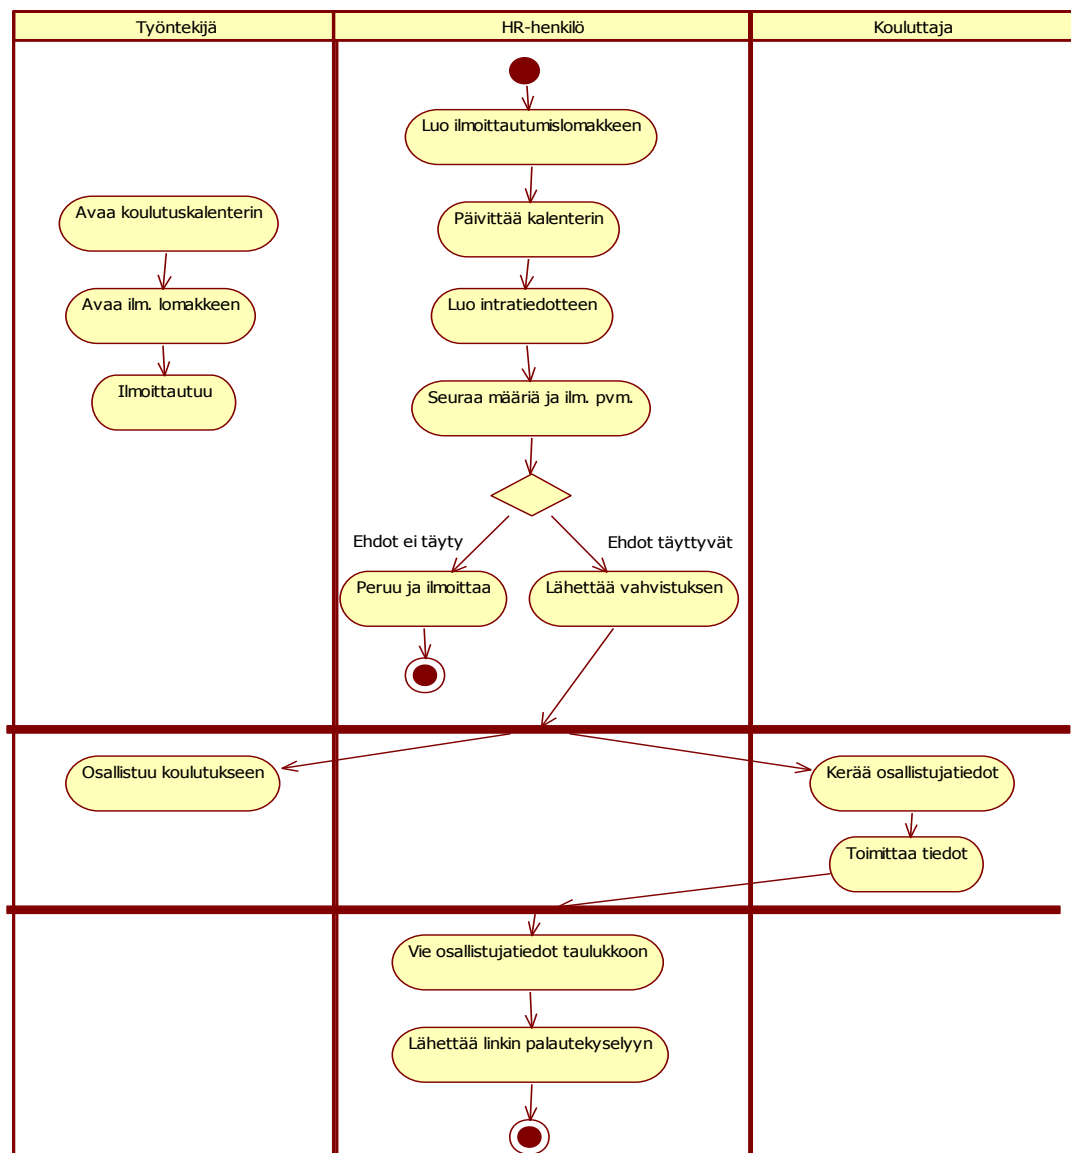 Työntekijä
HR-henkilö
Kouluttaja
Luo ilmoittautumislomakkeen
Avaa koulutuskalenterin
Päivittää kalenterin
Avaa ilm. lomakkeen
Luo intratiedotteen
Ilmoittautuu
Seuraa määriä ja ilm. pvm.
Ehdot ei täyty
Ehdot täyttyvät
Peruu ja ilmoittaa
Lähettää vahvistuksen
Osallistuu koulutukseen
Kerää osallistujatiedot
Toimittaa tiedot
Vie osallistujatiedot taulukkoon
Lähettää linkin palautekyselyyn